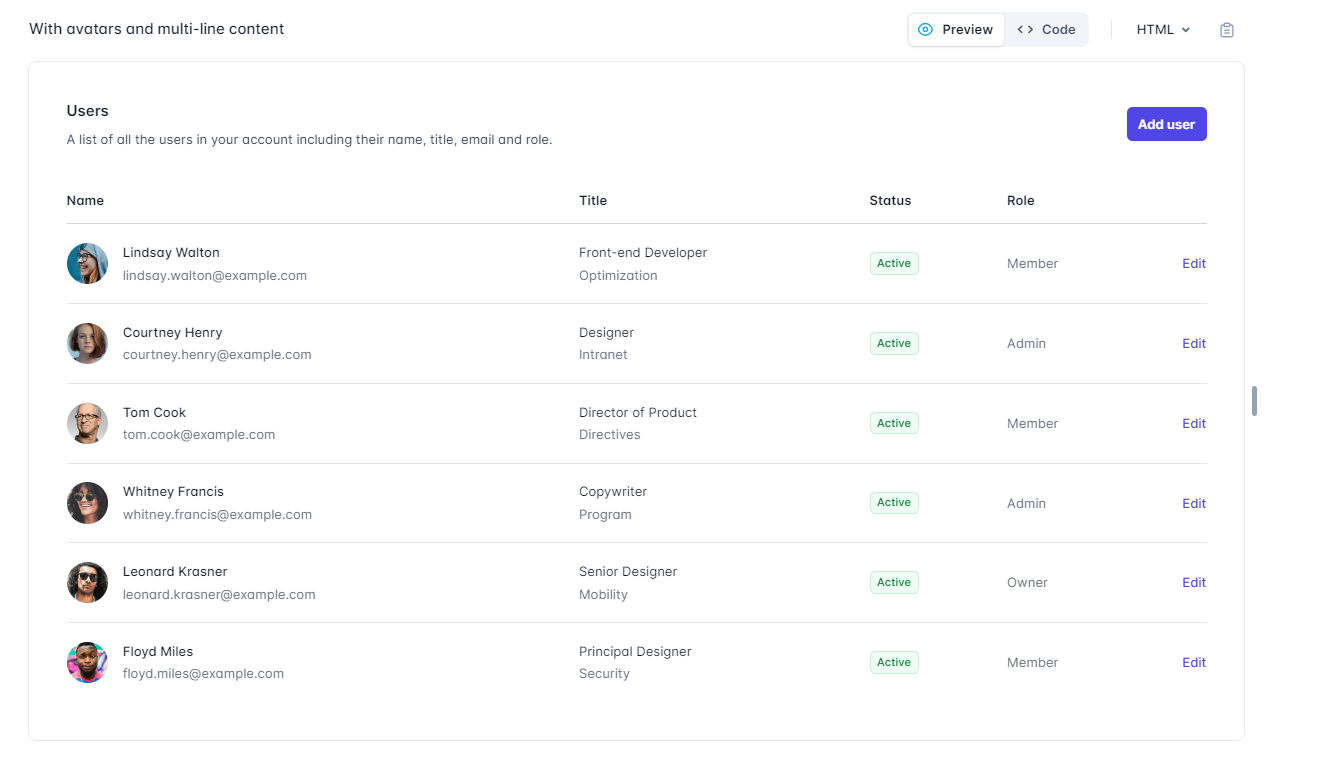 With avatars and multi-line content
Preview
Code
HTML
Users
Add user
A list of all the users in your account including their name, title, email and role.
Name Title Status Role
Lindsay Walton Front-end Developer
lindsay.walton@example.com Optimization
Active Member Edit
Courtney Henry Designer
courtney.henry@example.com Intranet
Active Admin Edit
Tom Cook Director of Product
tom.cook@example.com Directives
Active Member Edit
Whitney Francis Copywriter
whitney.francis@example.com Program
Active Admin Edit
Leonard Krasner Senior Designer
leonard.krasner@example.com Mobility
Active Owner Edit
Floyd Miles Principal Designer
floyd.miles@example.com Security
Active Member Edit